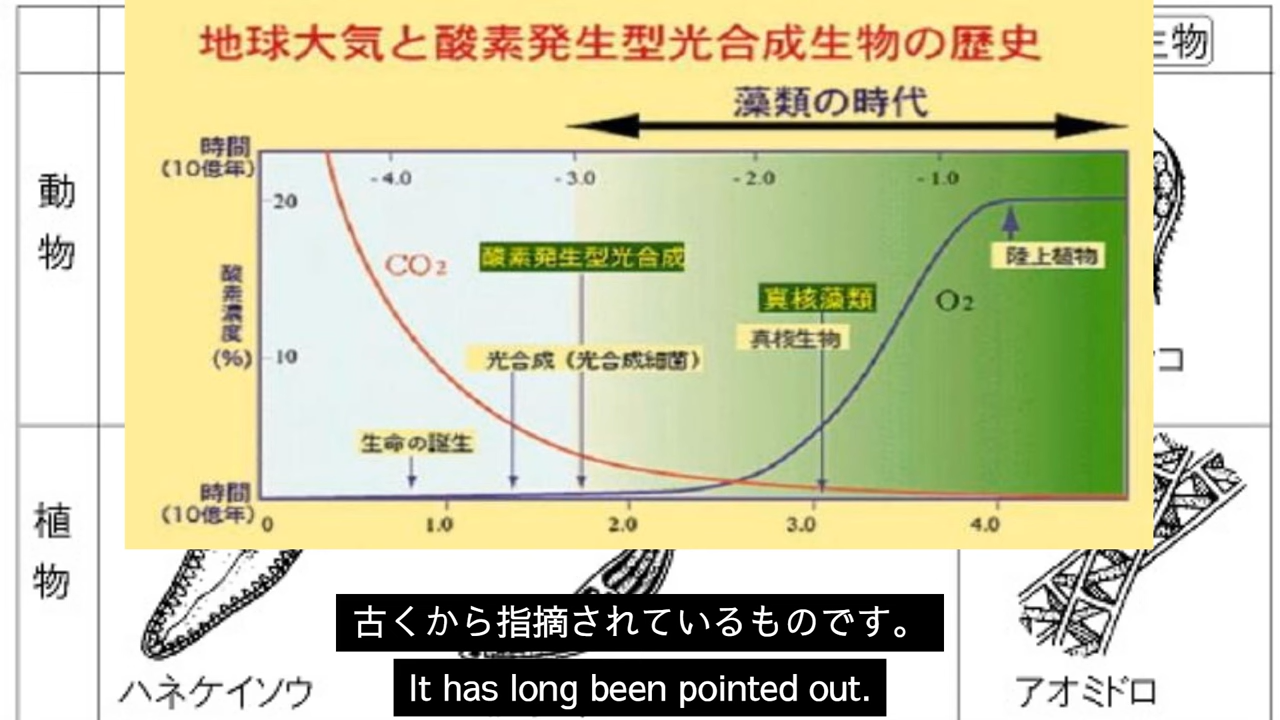 地球大気と酸素発生型光合成生物の歴史
藻類の時代
時間
(10億年)
-4.0
-3.0
-2.0
-1.0
20
CO2
酸素発生型光合成
陸上植物
真核藻類
O2
酸素濃度
(%)
真核生物
10
光合成（光合成細菌）
生命の誕生
時間
(10億年)
0
1.0
2.0
3.0
4.0
物
動物
コ
植物
古くから指摘されているものです。
It has long been pointed out.
ハネケイソウ
アオミドロ